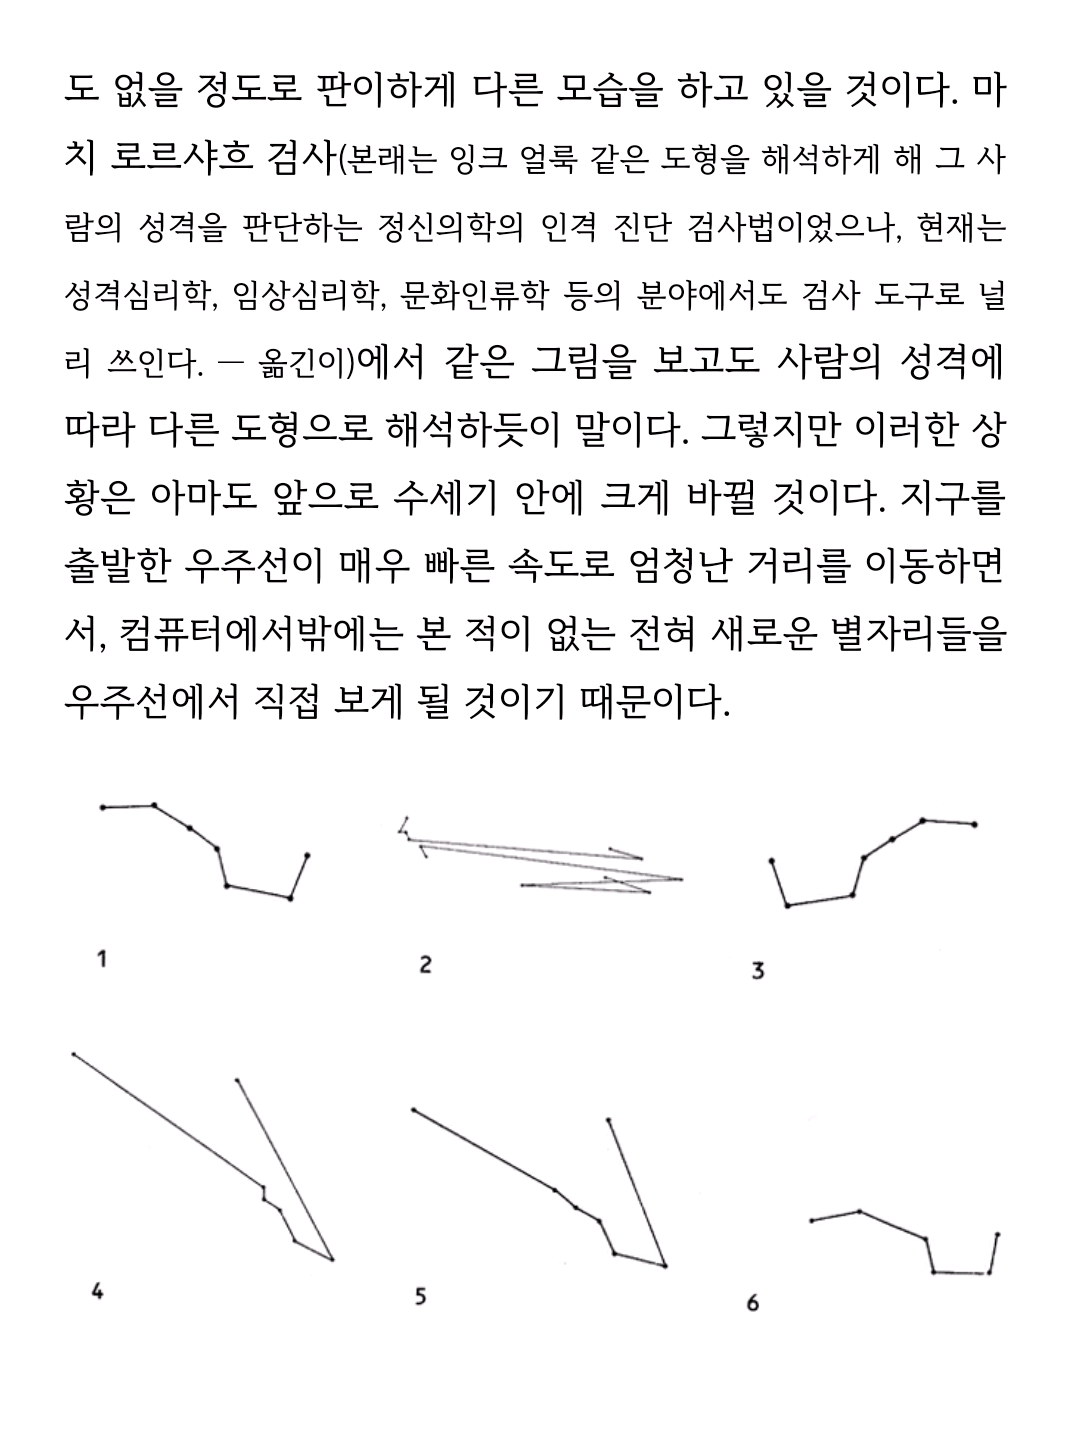 도 없을 정도로 판이하게 다른 모습을 하고 있을 것이다. 마
치 로르샤흐 검사(본래는 잉크 얼룩 같은 도형을 해석하게 해 그 사
람의 성격을 판단하는 정신의학의 인격 진단 검사법이었으나, 현재는
성격심리학, 임상심리학, 문화인류학 등의 분야에서도 검사 도구로 널
리 쓰인다. — 옮긴이)에서 같은 그림을 보고도 사람의 성격에
따라 다른 도형으로 해석하듯이 말이다. 그렇지만 이러한 상
황은 아마도 앞으로 수세기 안에 크게 바뀔 것이다. 지구를
출발한 우주선이 매우 빠른 속도로 엄청난 거리를 이동하면
서, 컴퓨터에서밖에는 본 적이 없는 전혀 새로운 별자리들을
우주선에서 직접 보게 될 것이기 때문이다.
1
2
3
4
5
6